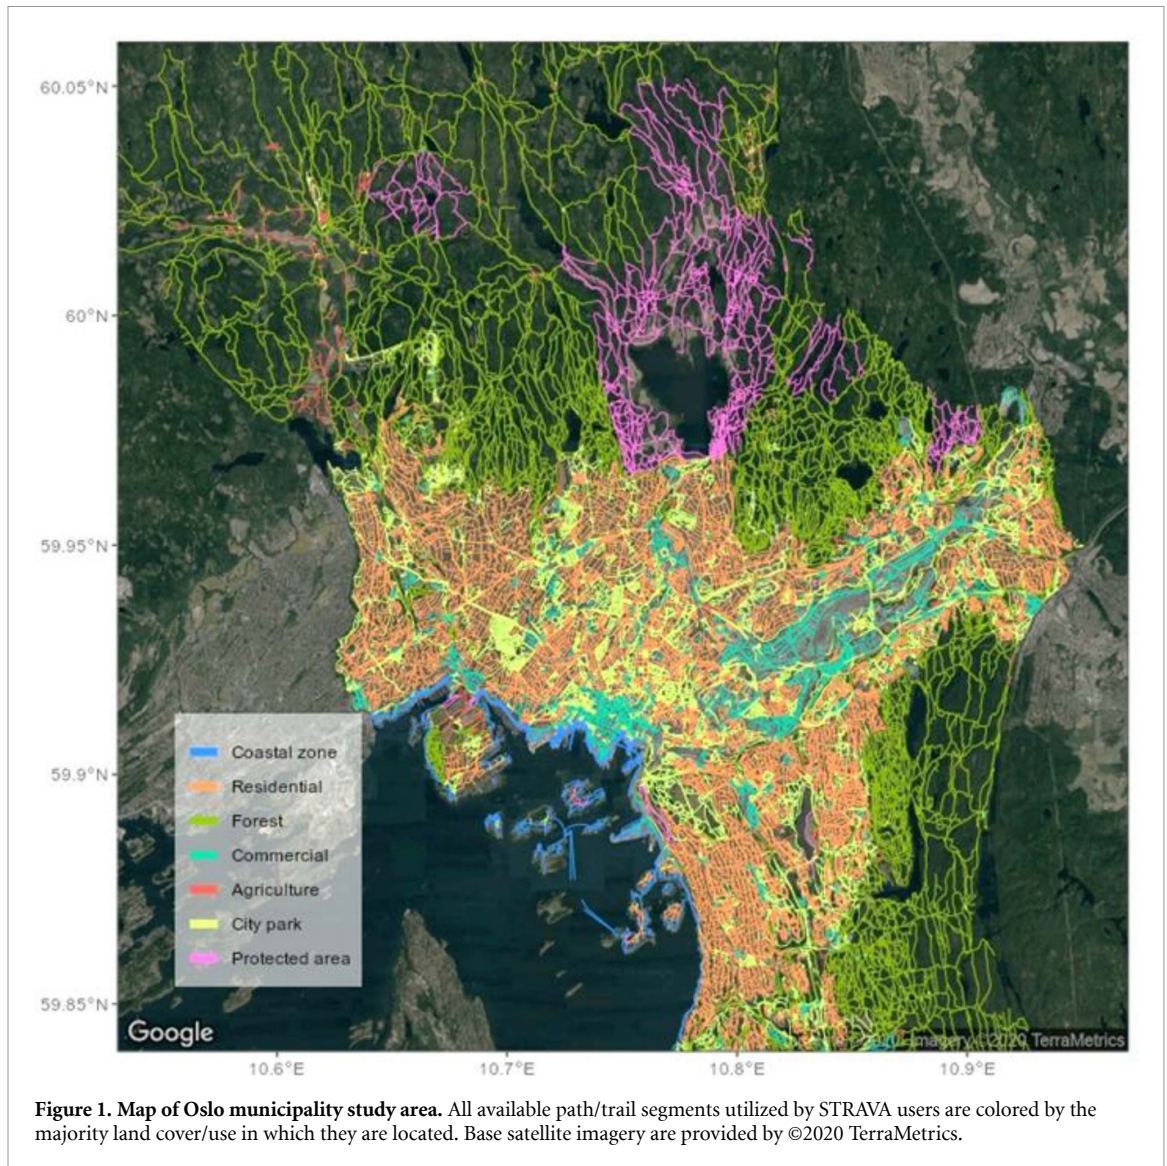 60.05°N
60°N
59.95°N
59.9°N
59.85°N
Coastal zone
Residential
Forest
Commercial
Agriculture
City park
Protected area
Google
Imagery ©2020 TerraMetrics
10.6°E
10.7°E
10.8°E
10.9°E
Figure 1. Map of Oslo municipality study area. All available path/trail segments utilized by STRAVA users are colored by the
majority land cover/use in which they are located. Base satellite imagery are provided by ©2020 TerraMetrics.